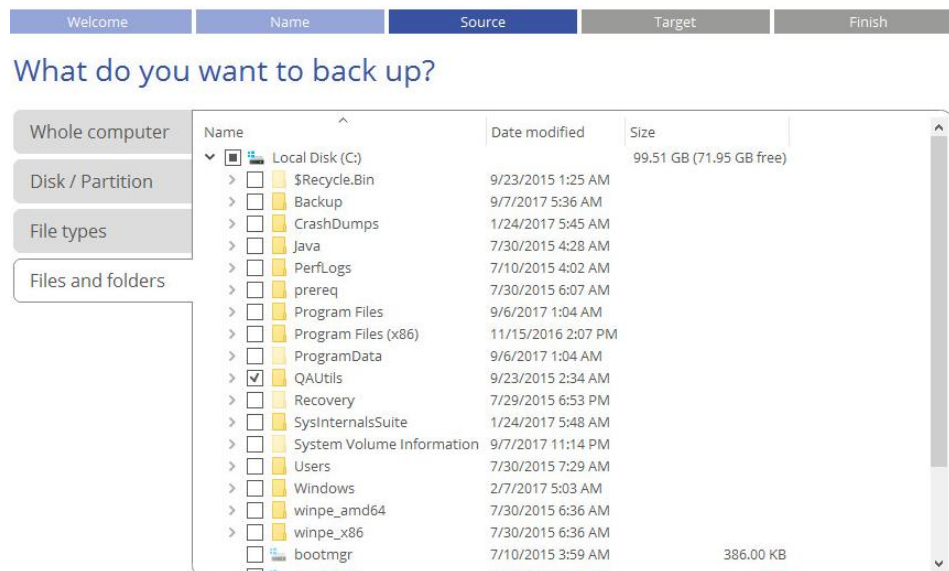 Welcome Name Source Target Finish
What do you want to back up?
Whole computer
Disk / Partition
File types
Files and folders
Name Date modified Size
Local Disk (C:) 99.51 GB (71.95 GB free)
$Recycle.Bin 9/23/2015 1:25 AM
Backup 9/7/2017 5:36 AM
CrashDumps 1/24/2017 5:45 AM
Java 7/30/2015 4:28 AM
PerfLogs 7/10/2015 4:02 AM
prereq 7/30/2015 6:07 AM
Program Files 9/6/2017 1:04 AM
Program Files (x86) 11/15/2016 2:07 PM
ProgramData 9/6/2017 1:04 AM
QAUtils 9/23/2015 2:34 AM
Recovery 7/29/2015 6:53 PM
SysInternalsSuite 1/24/2017 5:48 AM
System Volume Information 9/7/2017 11:14 PM
Users 7/30/2015 7:29 AM
Windows 2/7/2017 5:03 AM
winpe_amd64 7/30/2015 6:36 AM
winpe_x86 7/30/2015 6:36 AM
bootmgr 7/10/2015 3:59 AM 386.00 KB